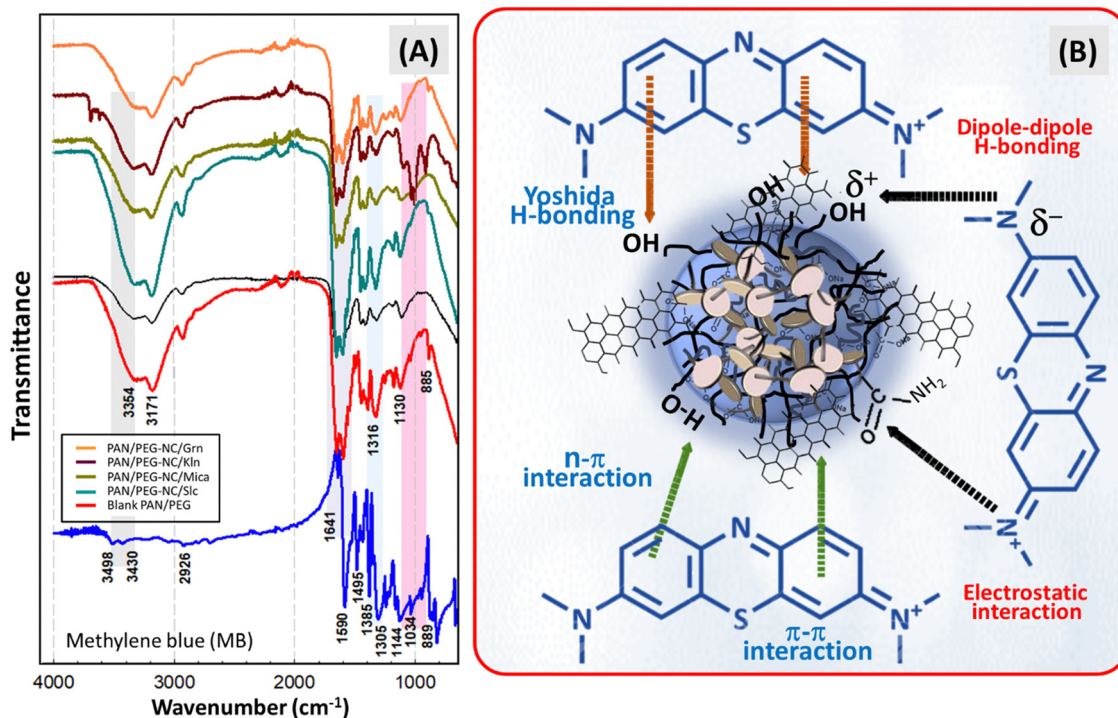 (A)
Transmittance
3354
3171
1316
1130
885
PAN/PEG-NC/Grn
PAN/PEG-NC/Kln
PAN/PEG-NC/Mica
PAN/PEG-NC/Slc
Blank PAN/PEG
3498
3430
2926
1641
1590
1495
1385
1305
1144
1034
889
Methylene blue (MB)
4000
3000
2000
1000
Wavenumber (cm⁻¹)
(B)
N
N
S
N⁺
Dipole-dipole
H-bonding
Yoshida
H-bonding
OH
OH
OH
δ⁺
N
δ⁻
S
N
N⁺
ONa
ONa
ONa
O-H
NH₂
C
O
n-π
interaction
π-π
interaction
Electrostatic
interaction
N
N
S
N⁺